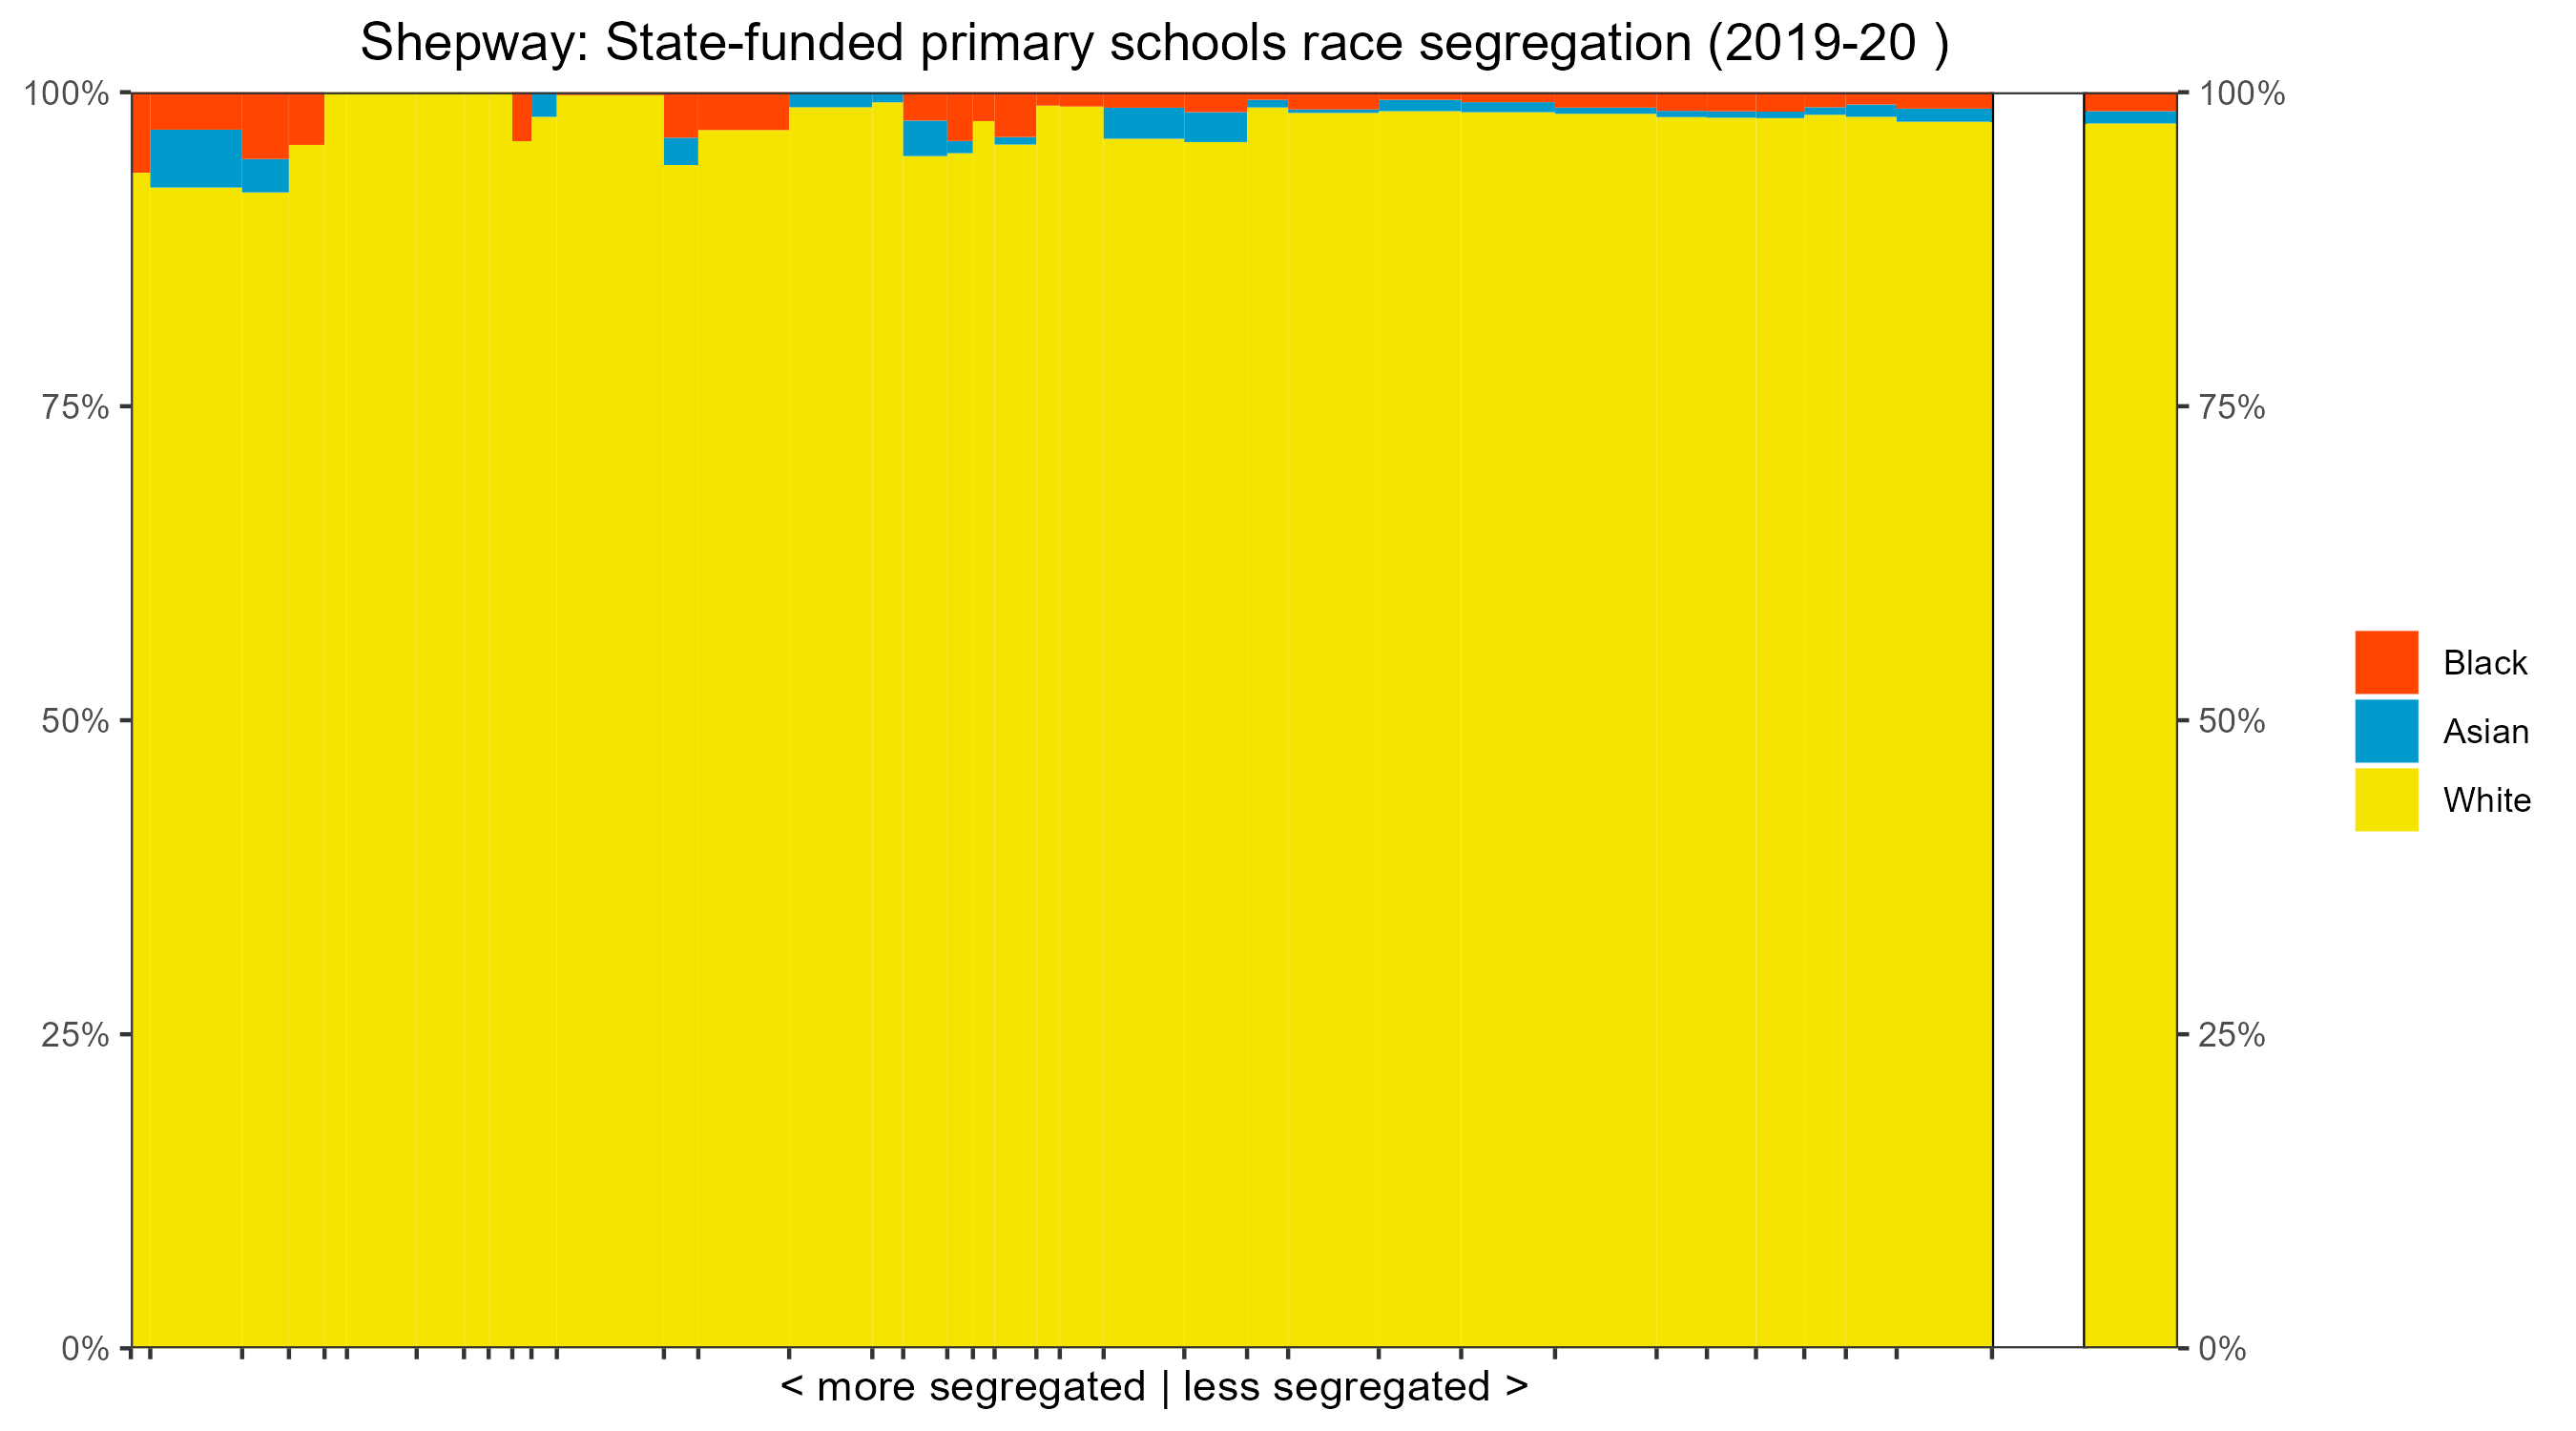 Shepway: State-funded primary schools race segregation (2019-20 )
100%
75%
50%
25%
0%
100%
75%
50%
25%
0%
Black
Asian
White
< more segregated | less segregated >